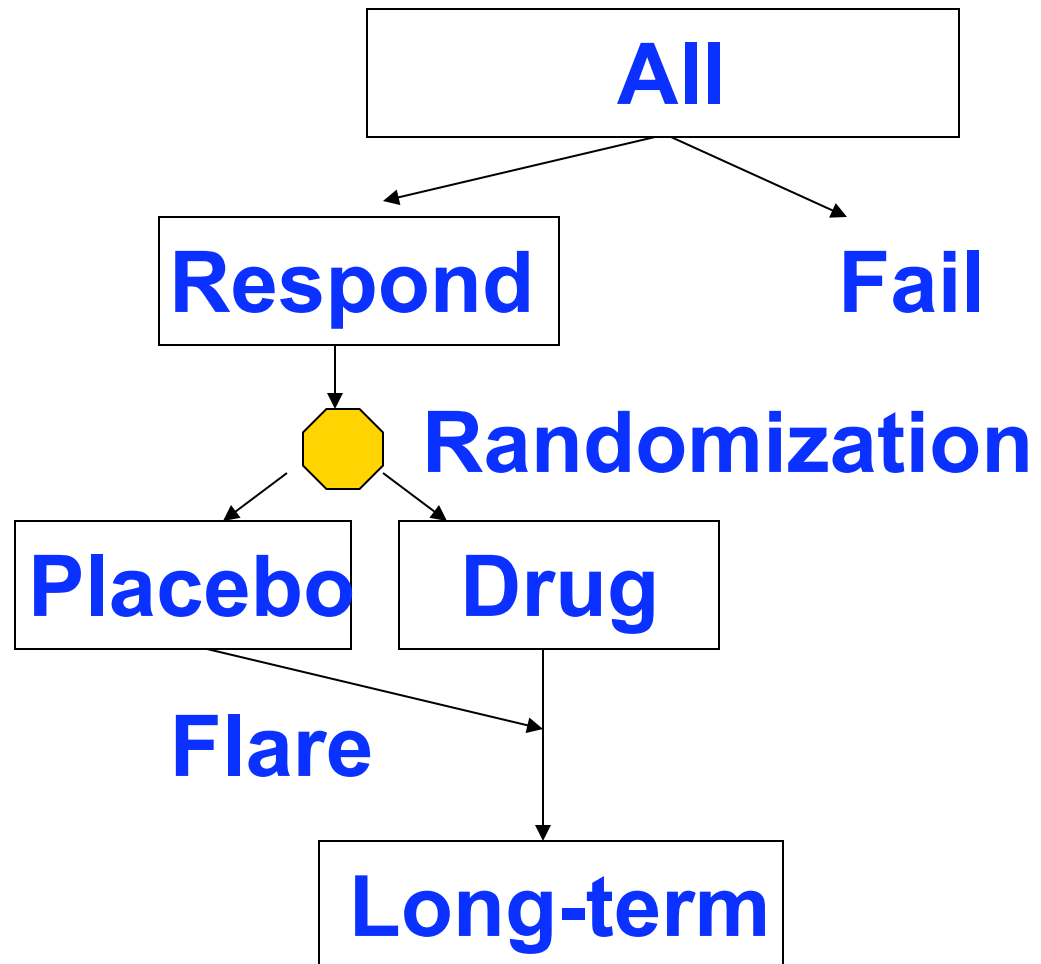 All
Respond
Fail
Randomization
Placebo
Drug
Flare
Long-term